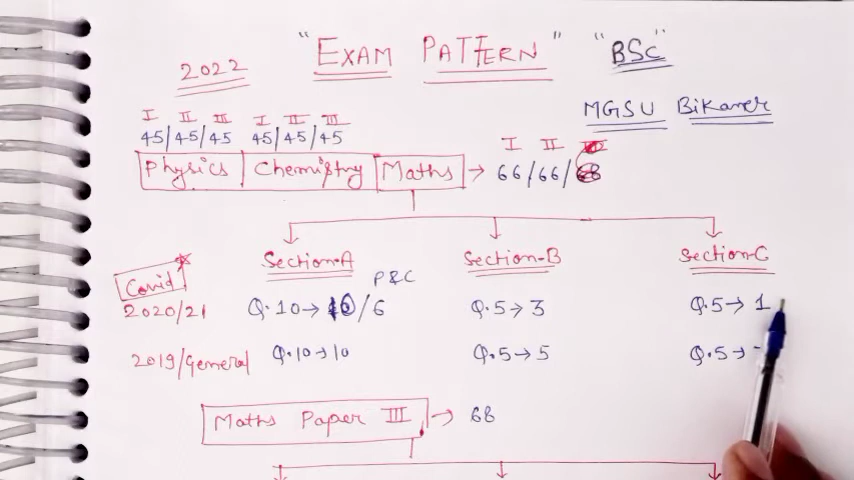 2022 "EXAM PATTERN" "BSC"
MGSU Bikaner
I II III I II III
45/45/45 45/45/45
I II
Physics Chemistry Maths → 66/66/
Section-A Section-B Section-C
Covid P&C
2020/21 Q.10→10/6 Q.5→3 Q.5→1
2019/General Q.10→10 Q.5→5 Q.5→
Maths Paper III → 68